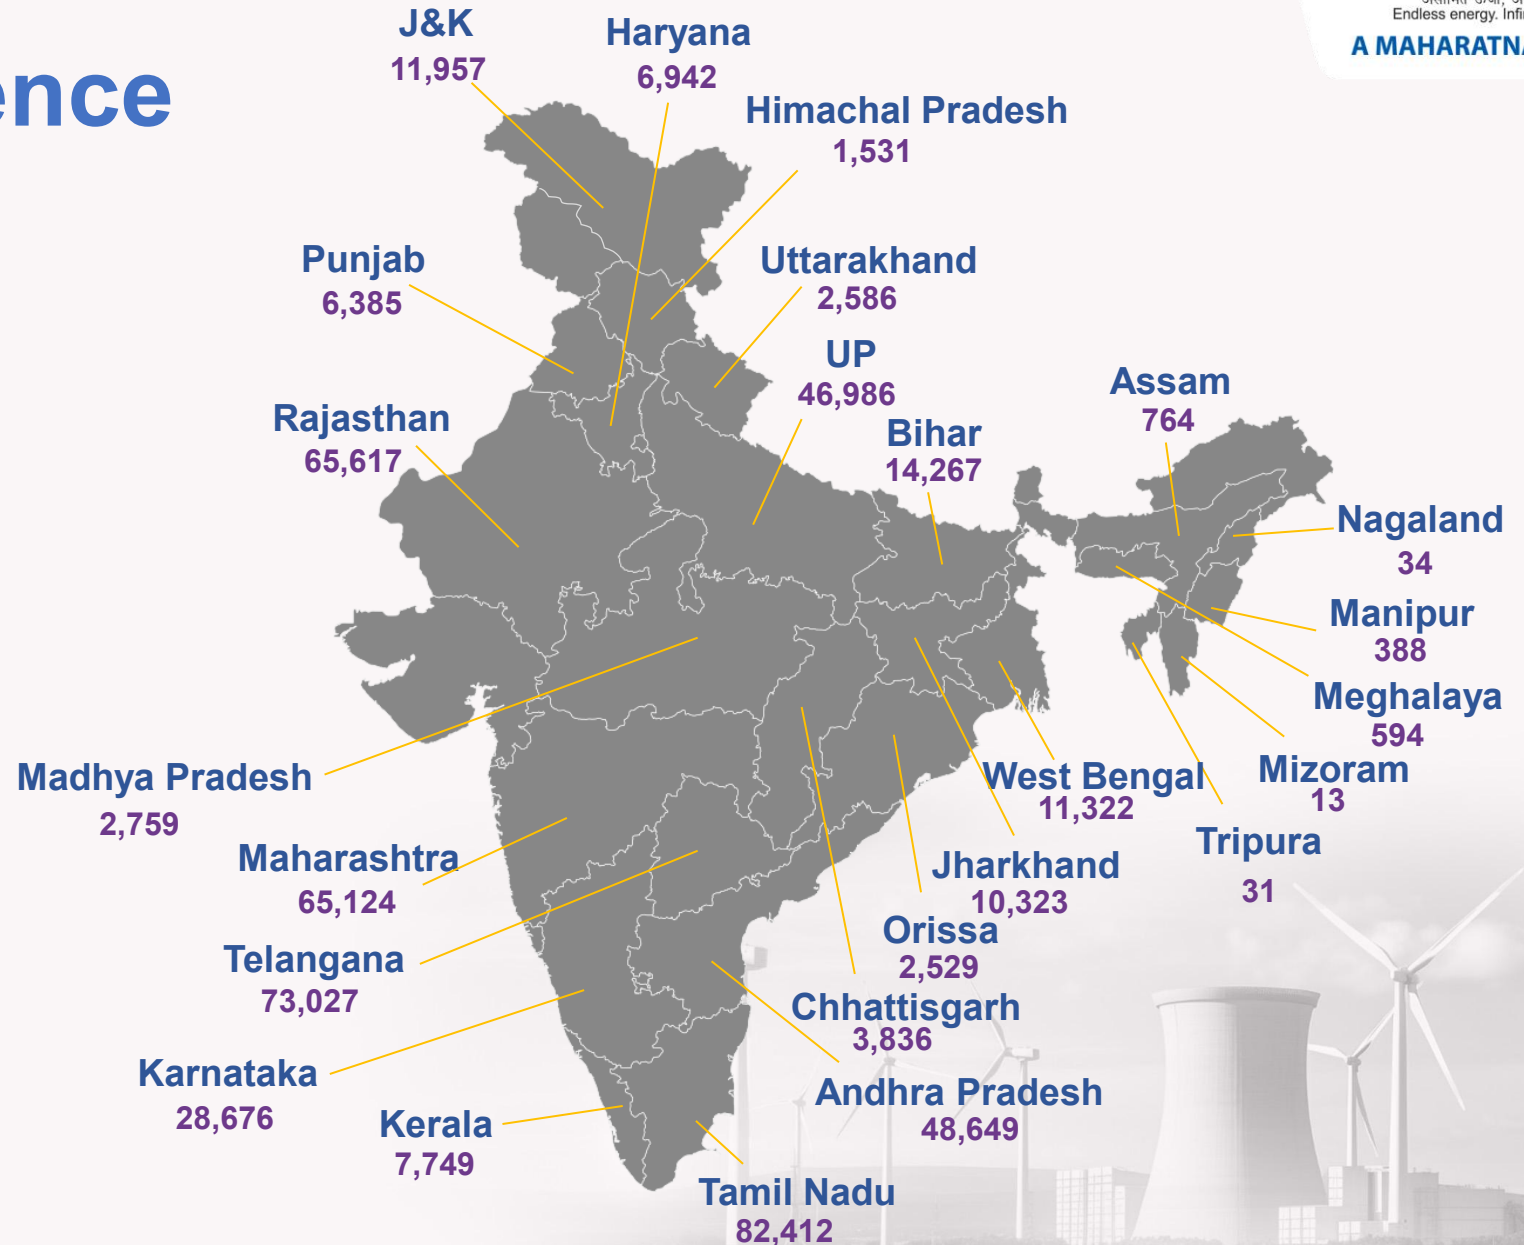 ence
Endless energy. Infi
A MAHARATNA
J&K
11,957
Haryana
6,942
Himachal Pradesh
1,531
Punjab
6,385
Uttarakhand
2,586
UP
46,986
Rajasthan
65,617
Bihar
14,267
Assam
764
Nagaland
34
Manipur
388
Meghalaya
594
Mizoram
13
Tripura
31
West Bengal
11,322
Jharkhand
10,323
Orissa
2,529
Chhattisgarh
3,836
Madhya Pradesh
2,759
Maharashtra
65,124
Telangana
73,027
Karnataka
28,676
Kerala
7,749
Andhra Pradesh
48,649
Tamil Nadu
82,412